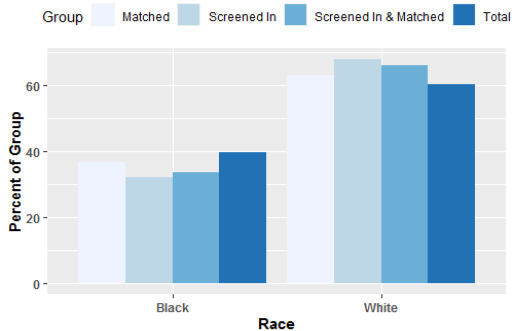 Group Matched Screened In Screened In & Matched Total
Percent of Group
60
40
20
0
Black White
Race